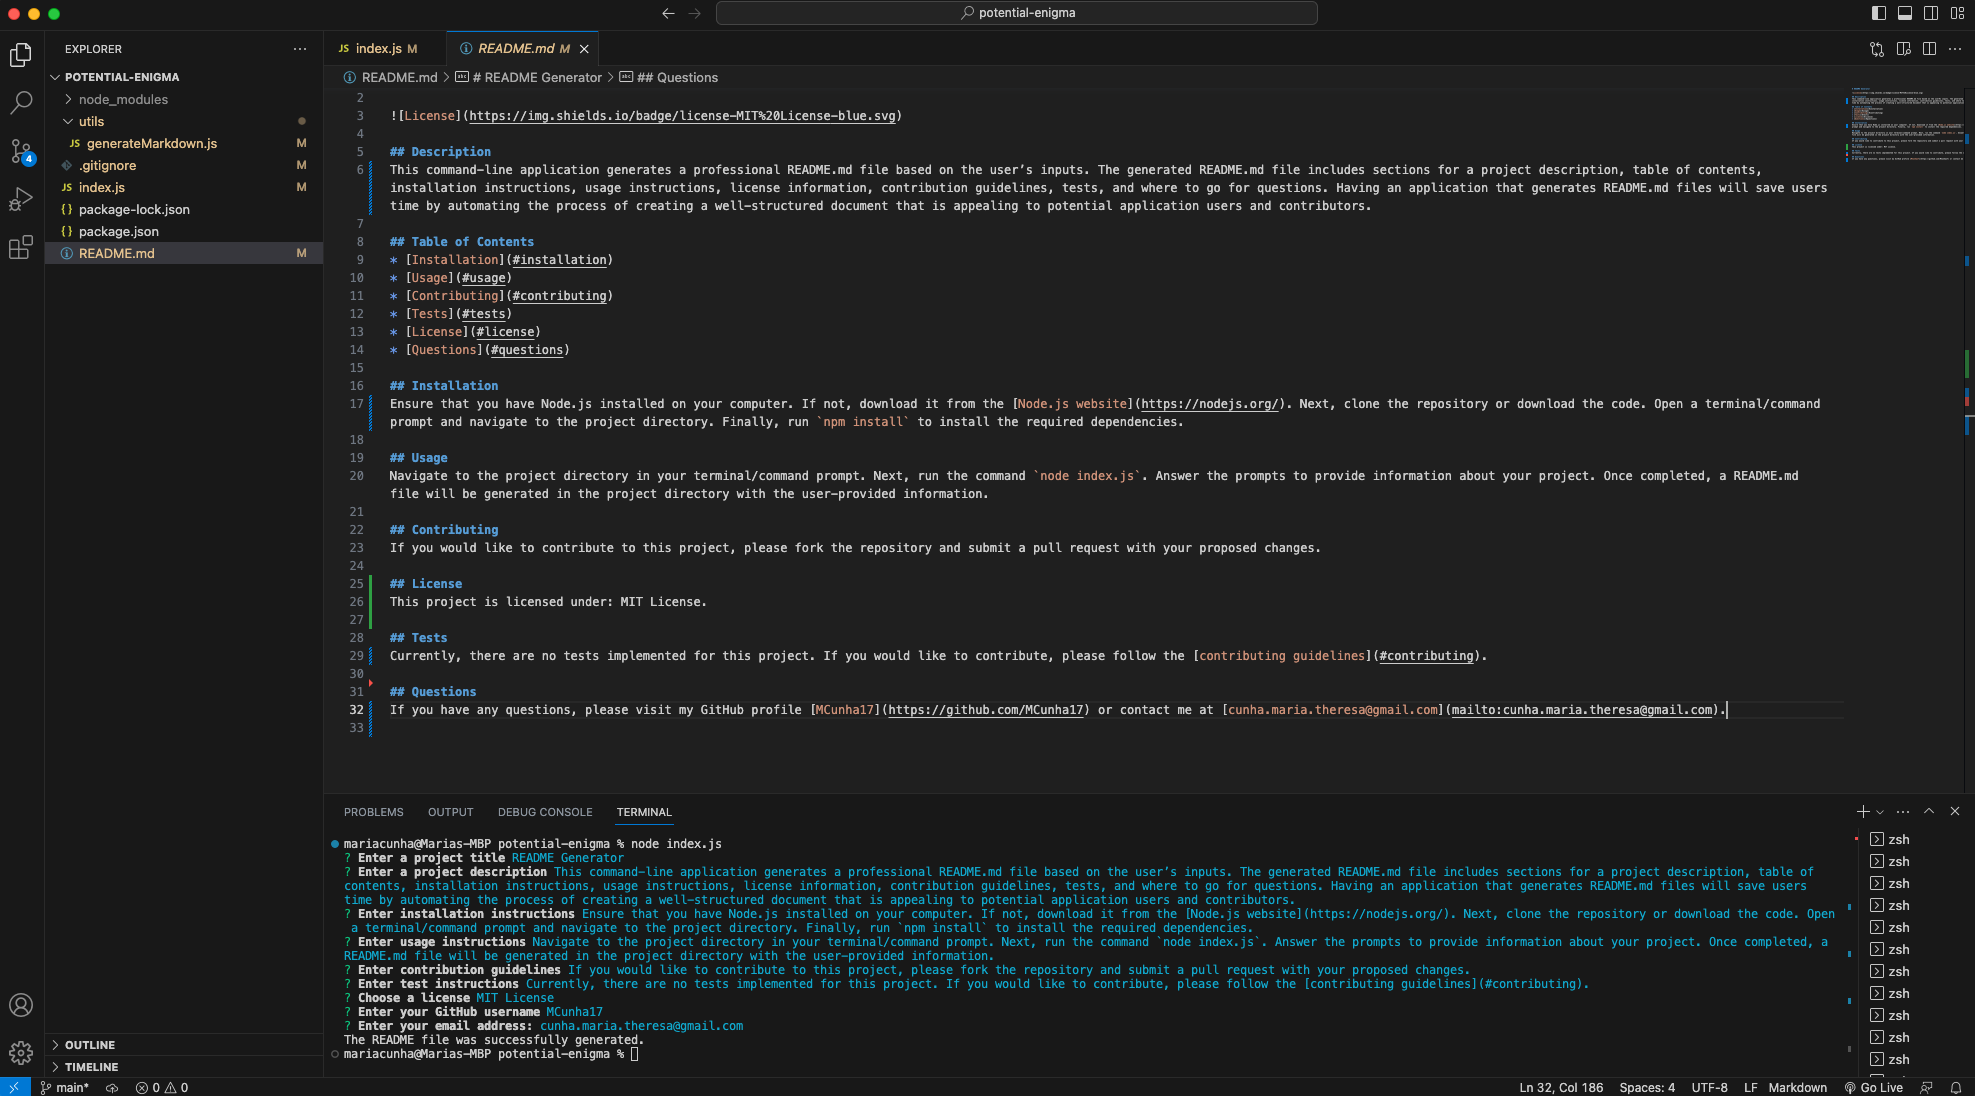 potential-enigma
EXPLORER
POTENTIAL-ENIGMA
node_modules
utils
JS generateMarkdown.js M
.gitignore M
JS index.js M
{} package-lock.json
{} package.json
README.md M
OUTLINE
TIMELINE
4
JS index.js M
README.md M
README.md > # README Generator > ## Questions
2
3 ![License](https://img.shields.io/badge/license-MIT%20License-blue.svg)
4
5 ## Description
6 This command-line application generates a professional README.md file based on the user’s inputs. The generated README.md file includes sections for a project description, table of contents,
installation instructions, usage instructions, license information, contribution guidelines, tests, and where to go for questions. Having an application that generates README.md files will save users
time by automating the process of creating a well-structured document that is appealing to potential application users and contributors.
7
8 ## Table of Contents
9 * [Installation](#installation)
10 * [Usage](#usage)
11 * [Contributing](#contributing)
12 * [Tests](#tests)
13 * [License](#license)
14 * [Questions](#questions)
15
16 ## Installation
17 Ensure that you have Node.js installed on your computer. If not, download it from the [Node.js website](https://nodejs.org/). Next, clone the repository or download the code. Open a terminal/command
prompt and navigate to the project directory. Finally, run `npm install` to install the required dependencies.
18
19 ## Usage
20 Navigate to the project directory in your terminal/command prompt. Next, run the command `node index.js`. Answer the prompts to provide information about your project. Once completed, a README.md
file will be generated in the project directory with the user-provided information.
21
22 ## Contributing
23 If you would like to contribute to this project, please fork the repository and submit a pull request with your proposed changes.
24
25 ## License
26 This project is licensed under: MIT License.
27
28 ## Tests
29 Currently, there are no tests implemented for this project. If you would like to contribute, please follow the [contributing guidelines](#contributing).
30
31 ## Questions
32 If you have any questions, please visit my GitHub profile [MCunha17](https://github.com/MCunha17) or contact me at [cunha.maria.theresa@gmail.com](mailto:cunha.maria.theresa@gmail.com).
33
PROBLEMS OUTPUT DEBUG CONSOLE TERMINAL
mariacunha@Marias-MBP potential-enigma % node index.js
? Enter a project title README Generator
? Enter a project description This command-line application generates a professional README.md file based on the user’s inputs. The generated README.md file includes sections for a project description, table of
contents, installation instructions, usage instructions, license information, contribution guidelines, tests, and where to go for questions. Having an application that generates README.md files will save users
time by automating the process of creating a well-structured document that is appealing to potential application users and contributors.
? Enter installation instructions Ensure that you have Node.js installed on your computer. If not, download it from the [Node.js website](https://nodejs.org/). Next, clone the repository or download the code. Open
a terminal/command prompt and navigate to the project directory. Finally, run `npm install` to install the required dependencies.
? Enter usage instructions Navigate to the project directory in your terminal/command prompt. Next, run the command `node index.js`. Answer the prompts to provide information about your project. Once completed, a
README.md file will be generated in the project directory with the user-provided information.
? Enter contribution guidelines If you would like to contribute to this project, please fork the repository and submit a pull request with your proposed changes.
? Enter test instructions Currently, there are no tests implemented for this project. If you would like to contribute, please follow the [contributing guidelines](#contributing).
? Choose a license MIT License
? Enter your GitHub username MCunha17
? Enter your email address: cunha.maria.theresa@gmail.com
The README file was successfully generated.
mariacunha@Marias-MBP potential-enigma %
zsh
zsh
zsh
zsh
zsh
zsh
zsh
zsh
zsh
zsh
zsh
main* 0 0
Ln 32, Col 186 Spaces: 4 UTF-8 LF Markdown Go Live